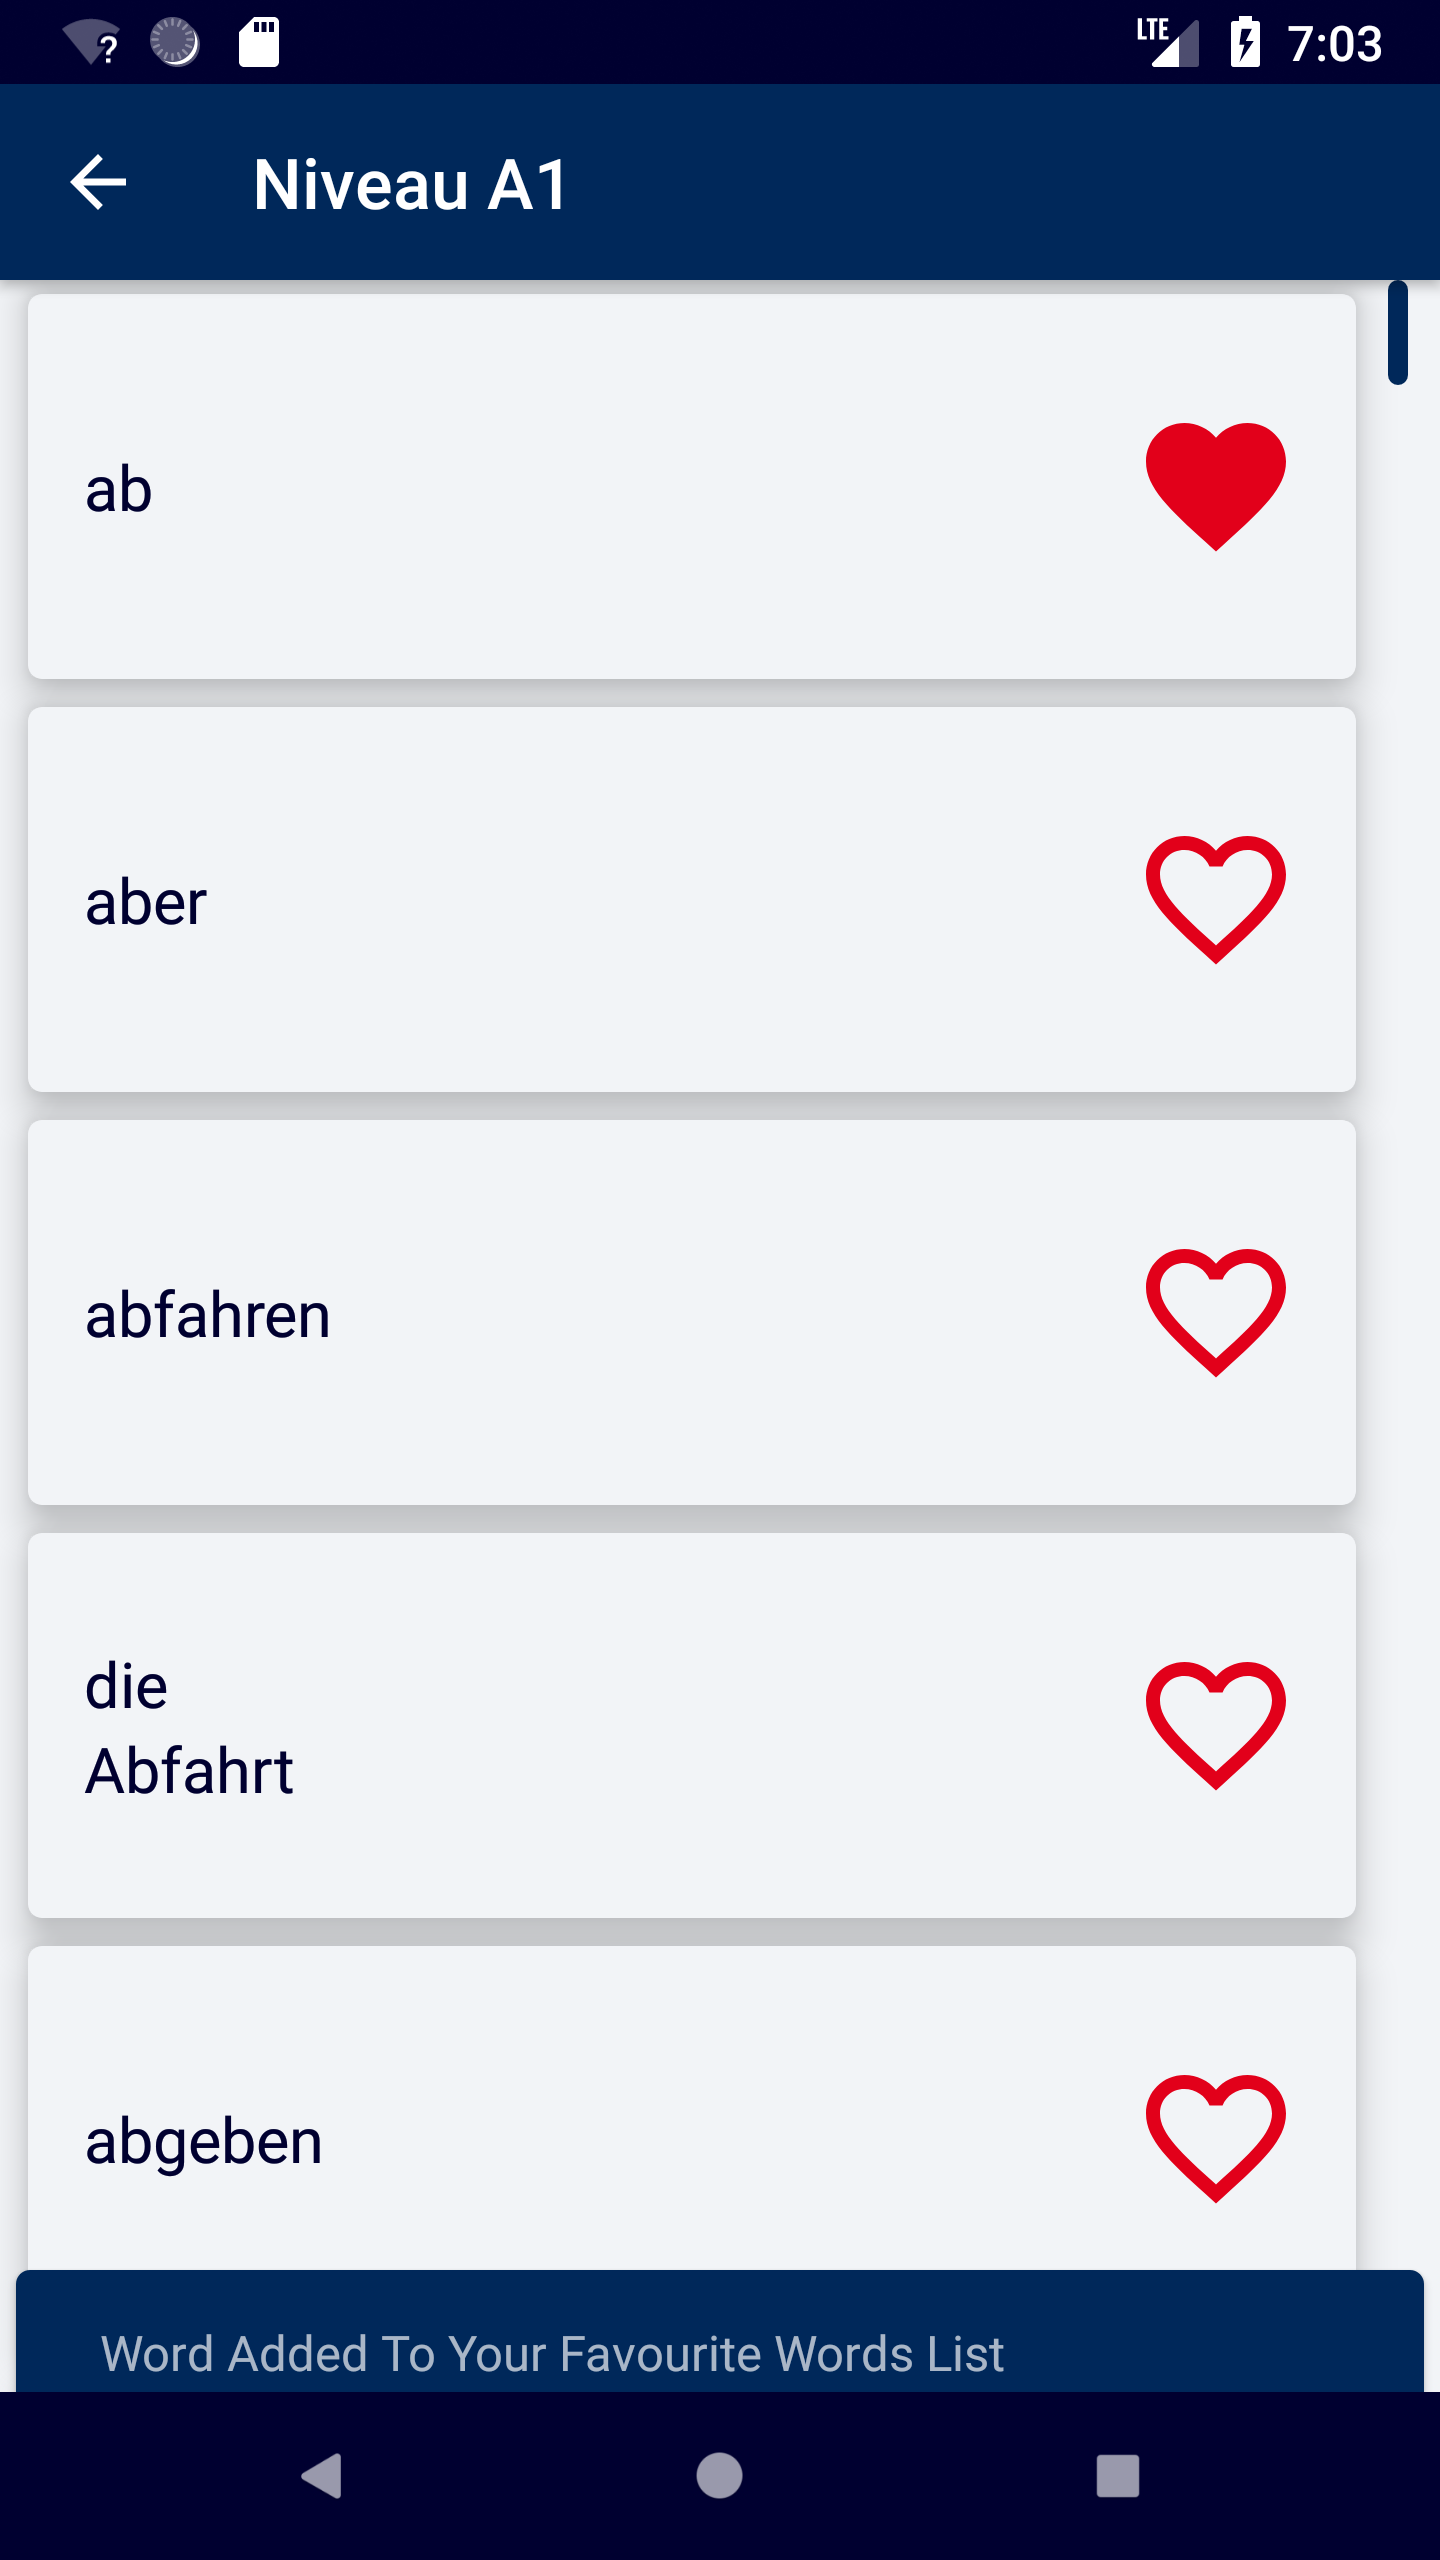 LTE 7:03
Niveau A1
ab
aber
abfahren
die
Abfahrt
abgeben
Word Added To Your Favourite Words List